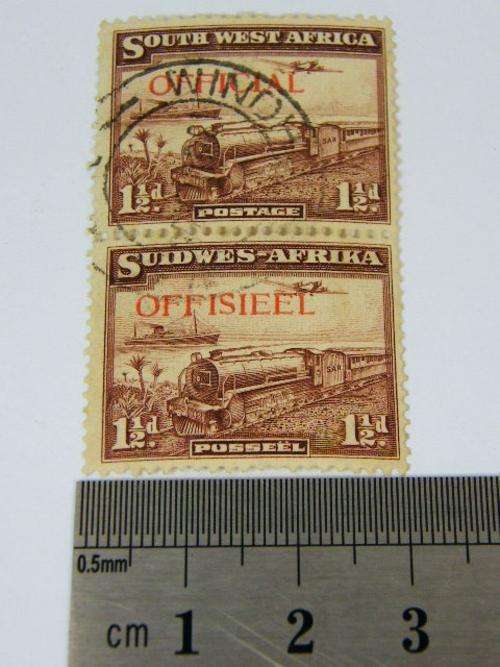 SOUTH WEST AFRICA
OFFICIAL
WINDH
SAR
1½d. 1½d.
POSTAGE
SUIDWES-AFRIKA
OFFISIEEL
SAR
1½d. 1½d.
POSSEËL
0.5mm
cm 1 2 3